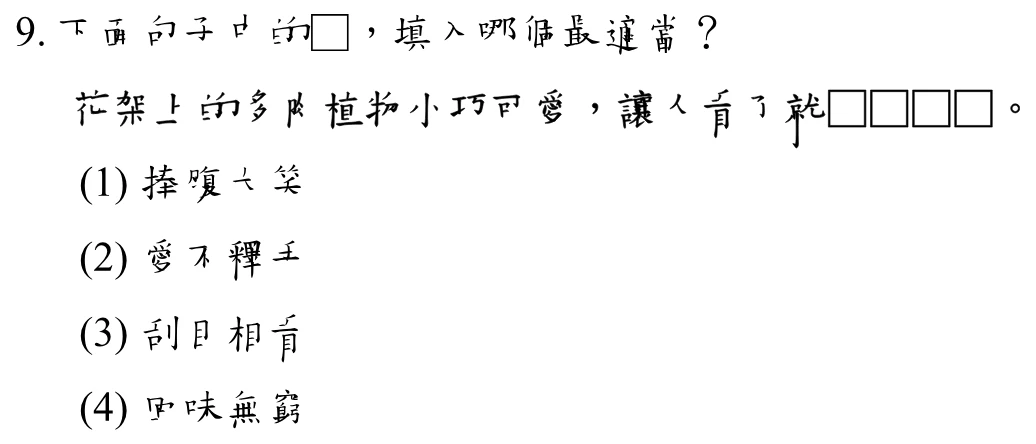 9. 下面句子中的□，填入哪個最適當？
花架上的多肉植物小巧可愛，讓人看了就□□□□。
(1) 捧腹大笑
(2) 愛不釋手
(3) 刮目相看
(4) 回味無窮